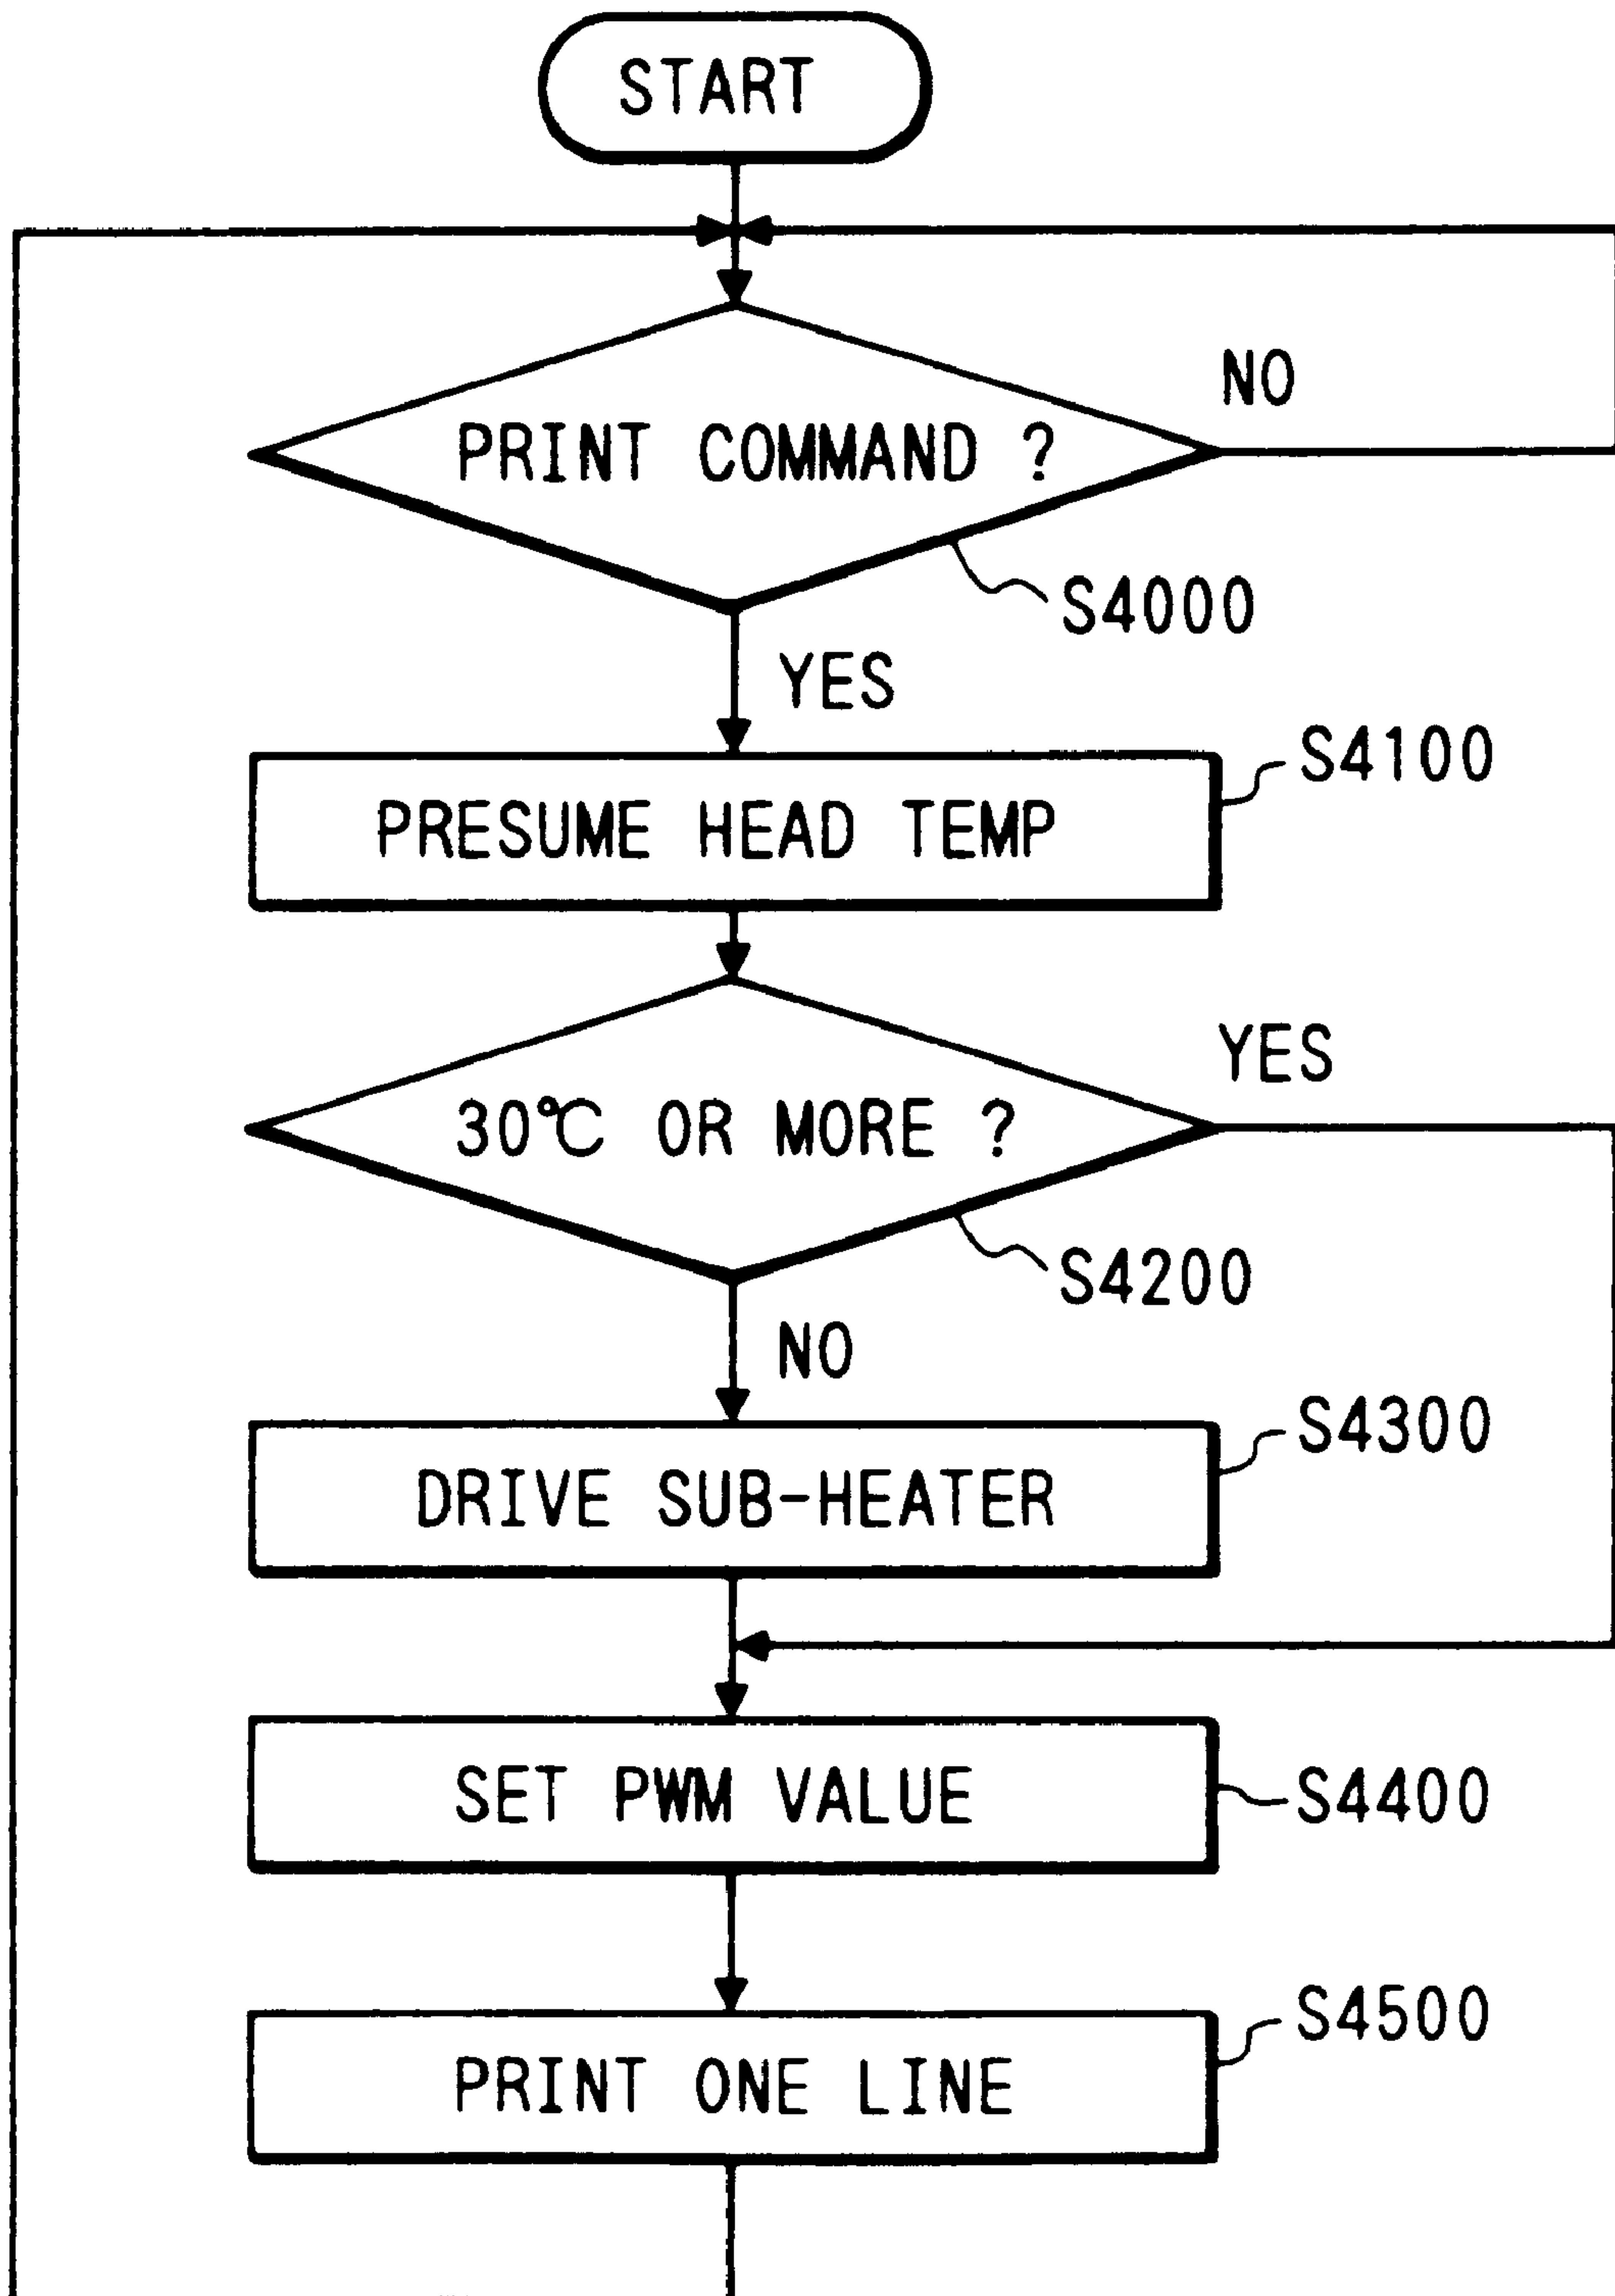 START
NO
PRINT COMMAND ?
S4000
YES
S4100
PRESUME HEAD TEMP
YES
30℃ OR MORE ?
S4200
NO
S4300
DRIVE SUB-HEATER
SET PWM VALUE
S4400
S4500
PRINT ONE LINE